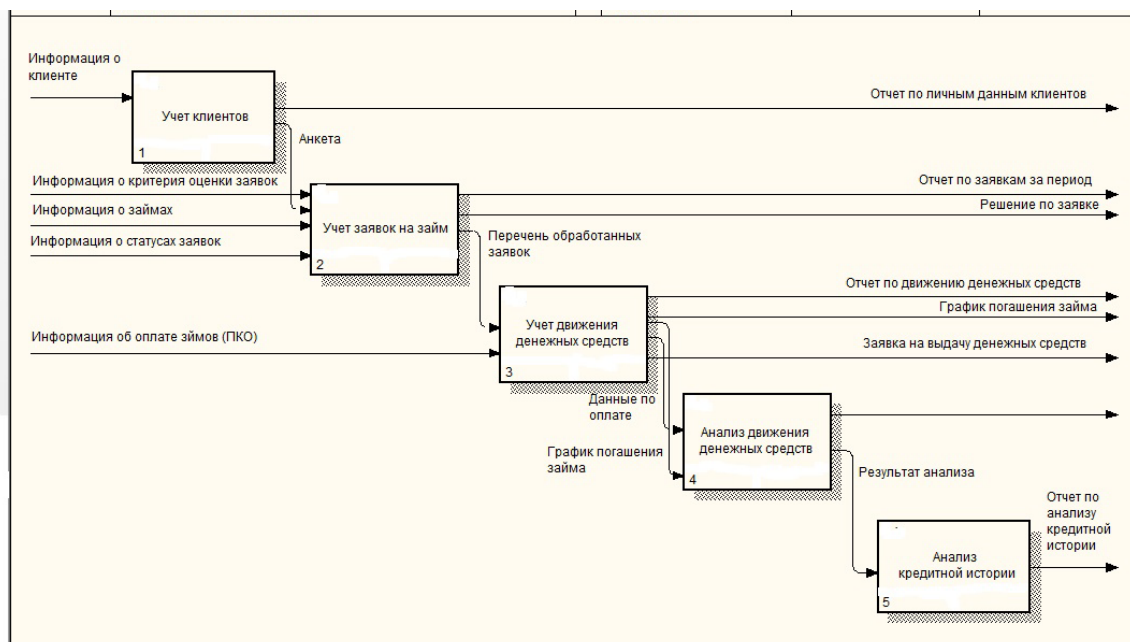 Информация о
клиенте
Учет клиентов
1
Отчет по личным данным клиентов
Анкета
Информация о критерия оценки заявок
Информация о займах
Информация о статусах заявок
Учет заявок на займ
2
Отчет по заявкам за период
Решение по заявке
Перечень обработанных
заявок
Информация об оплате зймов (ПКО)
Учет движения
денежных средств
3
Отчет по движению денежных средств
График погашения займа
Заявка на выдачу денежных средств
Данные по
оплате
График погашения
займа
Анализ движения
денежных средств
4
Результат анализа
Анализ
кредитной истории
5
Отчет по
анализу
кредитной
истории